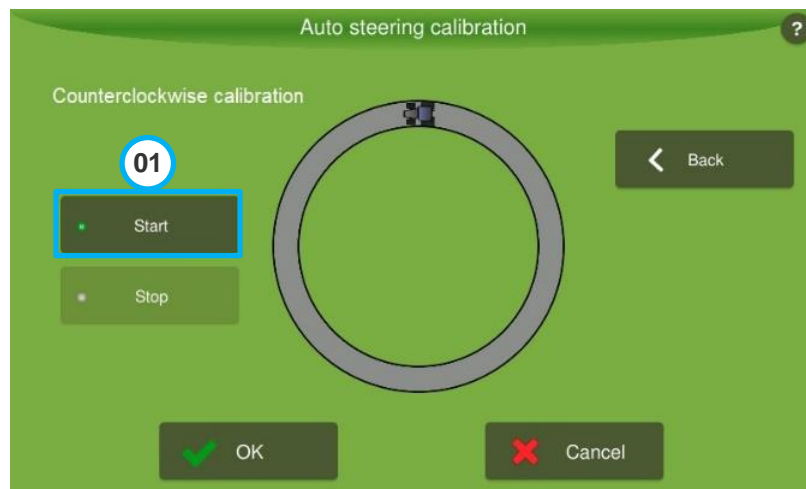 Auto steering calibration
?
Counterclockwise calibration
01
Back
Start
Stop
OK
Cancel